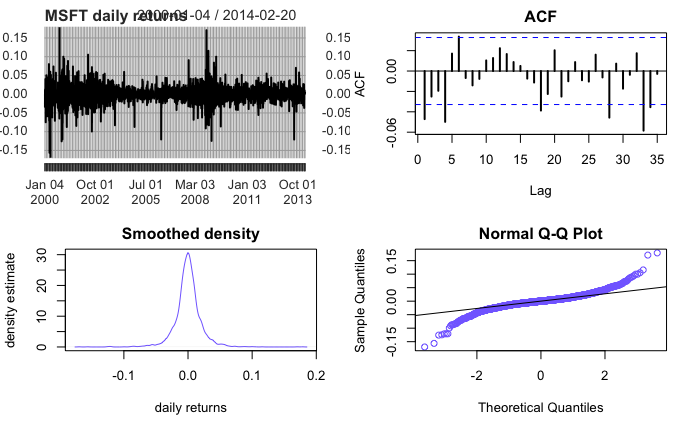 MSFT daily returns 2000-01-04 / 2014-02-20
0.15 0.15
0.10 0.10
0.05 0.05
0.00 0.00
-0.05 -0.05
-0.10 -0.10
-0.15 -0.15
Jan 04 Oct 01 Jul 01 Mar 03 Jan 03 Oct 01
2000 2002 2005 2008 2011 2013
ACF
ACF
0.00
-0.06
0 5 10 15 20 25 30 35
Lag
Smoothed density
density estimate
30
20
10
0
-0.1 0.0 0.1 0.2
daily returns
Normal Q-Q Plot
Sample Quantiles
0.15
0.00
-0.15
-2 0 2
Theoretical Quantiles